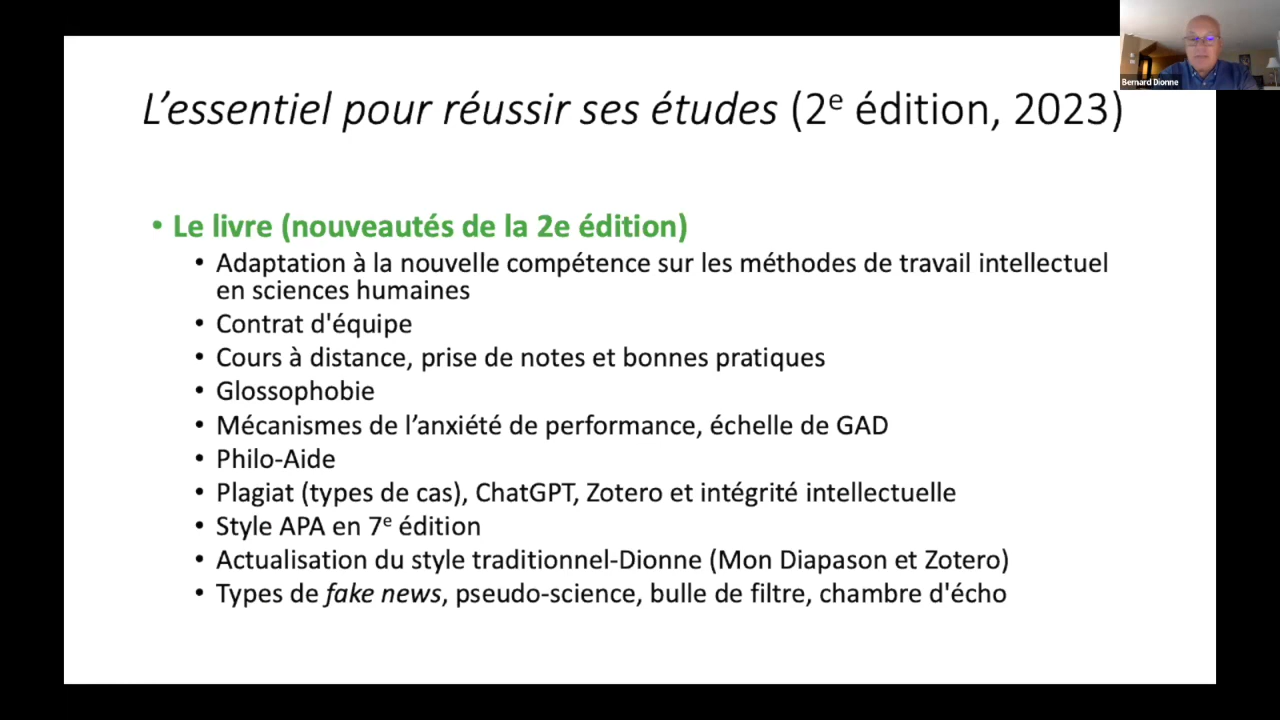 Bernard Dionne
L’essentiel pour réussir ses études (2e édition, 2023)
• Le livre (nouveautés de la 2e édition)
• Adaptation à la nouvelle compétence sur les méthodes de travail intellectuel
en sciences humaines
• Contrat d'équipe
• Cours à distance, prise de notes et bonnes pratiques
• Glossophobie
• Mécanismes de l’anxiété de performance, échelle de GAD
• Philo-Aide
• Plagiat (types de cas), ChatGPT, Zotero et intégrité intellectuelle
• Style APA en 7e édition
• Actualisation du style traditionnel-Dionne (Mon Diapason et Zotero)
• Types de fake news, pseudo-science, bulle de filtre, chambre d'écho